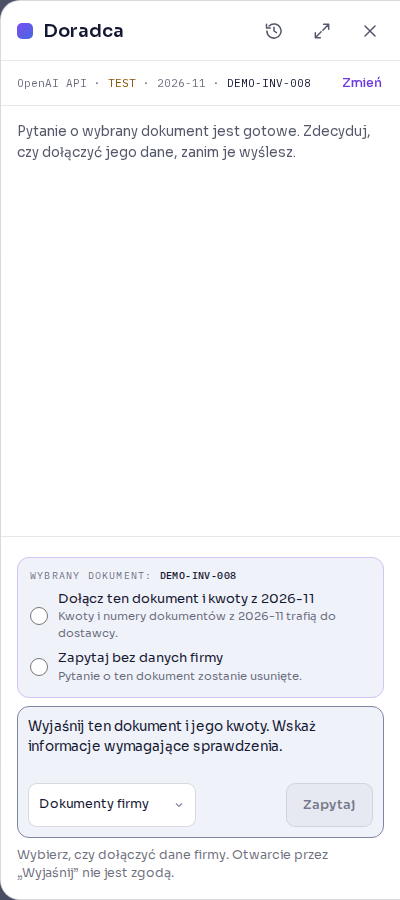 Doradca
OpenAI API · TEST · 2026-11 · DEMO-INV-008 Zmień
Pytanie o wybrany dokument jest gotowe. Zdecyduj,
czy dołączyć jego dane, zanim je wyślesz.
WYBRANY DOKUMENT: DEMO-INV-008
Dołącz ten dokument i kwoty z 2026-11
Kwoty i numery dokumentów z 2026-11 trafią do
dostawcy.
Zapytaj bez danych firmy
Pytanie o ten dokument zostanie usunięte.
Wyjaśnij ten dokument i jego kwoty. Wskaż
informacje wymagające sprawdzenia.
Dokumenty firmy Zapytaj
Wybierz, czy dołączyć dane firmy. Otwarcie przez
„Wyjaśnij” nie jest zgodą.